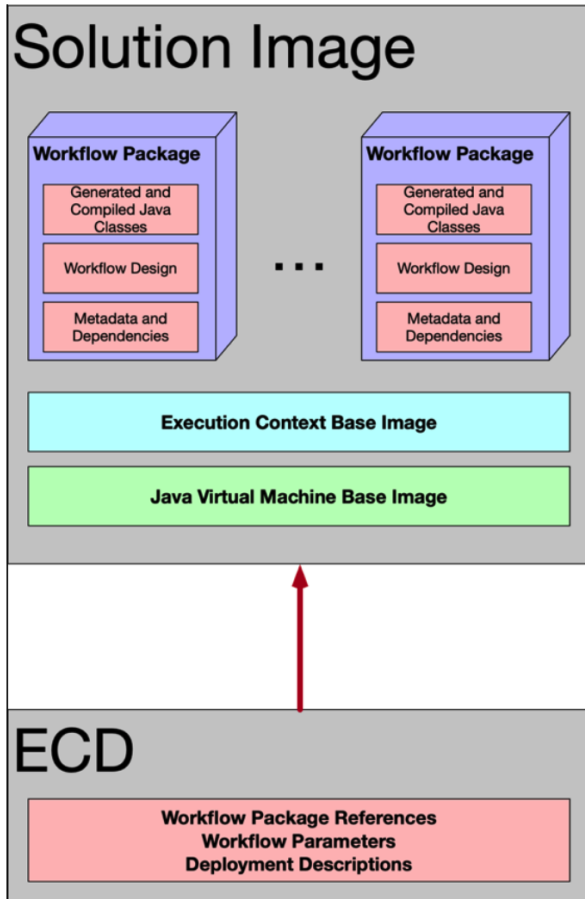 Solution Image
Workflow Package
Generated and
Compiled Java
Classes
Workflow Design
Metadata and
Dependencies
...
Workflow Package
Generated and
Compiled Java
Classes
Workflow Design
Metadata and
Dependencies
Execution Context Base Image
Java Virtual Machine Base Image
ECD
Workflow Package References
Workflow Parameters
Deployment Descriptions